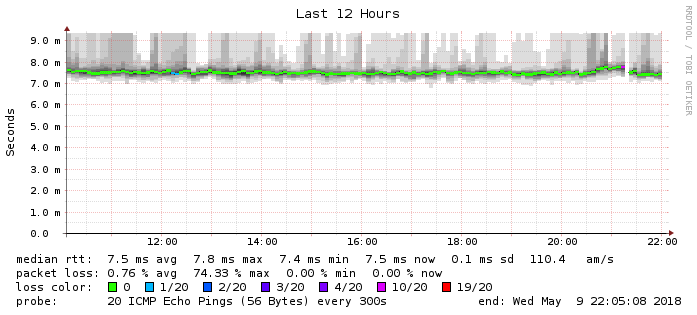 Last 12 Hours
RRDTOOL / TOBI OETIKER
Seconds
9.0 m
8.0 m
7.0 m
6.0 m
5.0 m
4.0 m
3.0 m
2.0 m
1.0 m
0.0
12:00 14:00 16:00 18:00 20:00 22:00
median rtt: 7.5 ms avg 7.8 ms max 7.4 ms min 7.5 ms now 0.1 ms sd 110.4 am/s
packet loss: 0.76 % avg 74.33 % max 0.00 % min 0.00 % now
loss color: 0 1/20 2/20 3/20 4/20 10/20 19/20
probe: 20 ICMP Echo Pings (56 Bytes) every 300s end: Wed May 9 22:05:08 2018